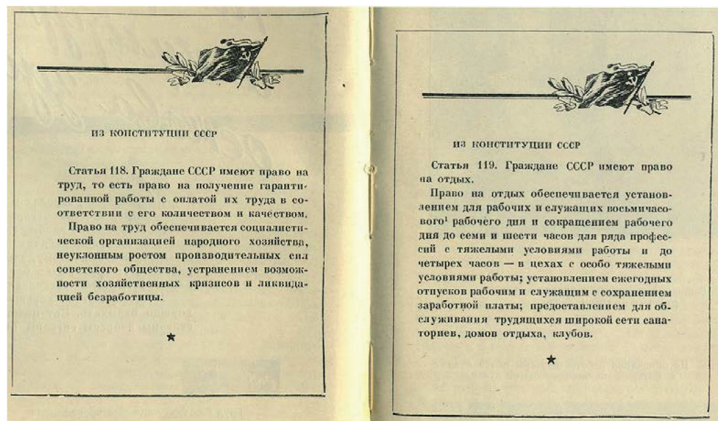 ИЗ КОНСТИТУЦИИ СССР
Статья 118. Граждане СССР имеют право на
труд, то есть право на получение гаранти-
рованной работы с оплатой их труда в со-
ответствии с его количеством и качеством.
Право на труд обеспечивается социалисти-
ческой организацией народного хозяйства,
неуклонным ростом производительных сил
советского общества, устранением возмож-
ности хозяйственных кризисов и ликвида-
цией безработицы.
ИЗ КОНСТИТУЦИИ СССР
Статья 119. Граждане СССР имеют право
на отдых.
Право на отдых обеспечивается установ-
лением для рабочих и служащих восьмичасо-
вого¹ рабочего дня и сокращением рабочего
дня до семи и шести часов для ряда профес-
сий с тяжелыми условиями работы и до
четырех часов — в цехах с особо тяжелыми
условиями работы; установлением ежегодных
отпусков рабочим и служащим с сохранением
заработной платы; предоставлением для об-
служивания трудящихся широкой сети сана-
ториев, домов отдыха, клубов.